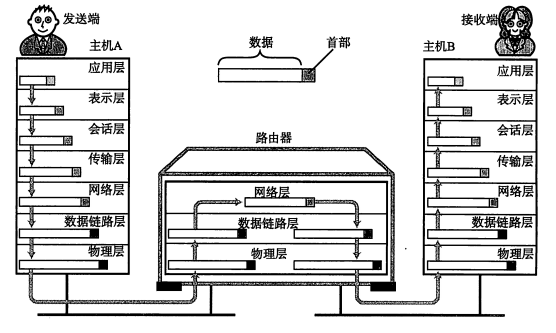 发送端
接收端
主机A
数据
首部
主机B
应用层
表示层
会话层
传输层
网络层
数据链路层
物理层
路由器
网络层
数据链路层
物理层
应用层
表示层
会话层
传输层
网络层
数据链路层
物理层